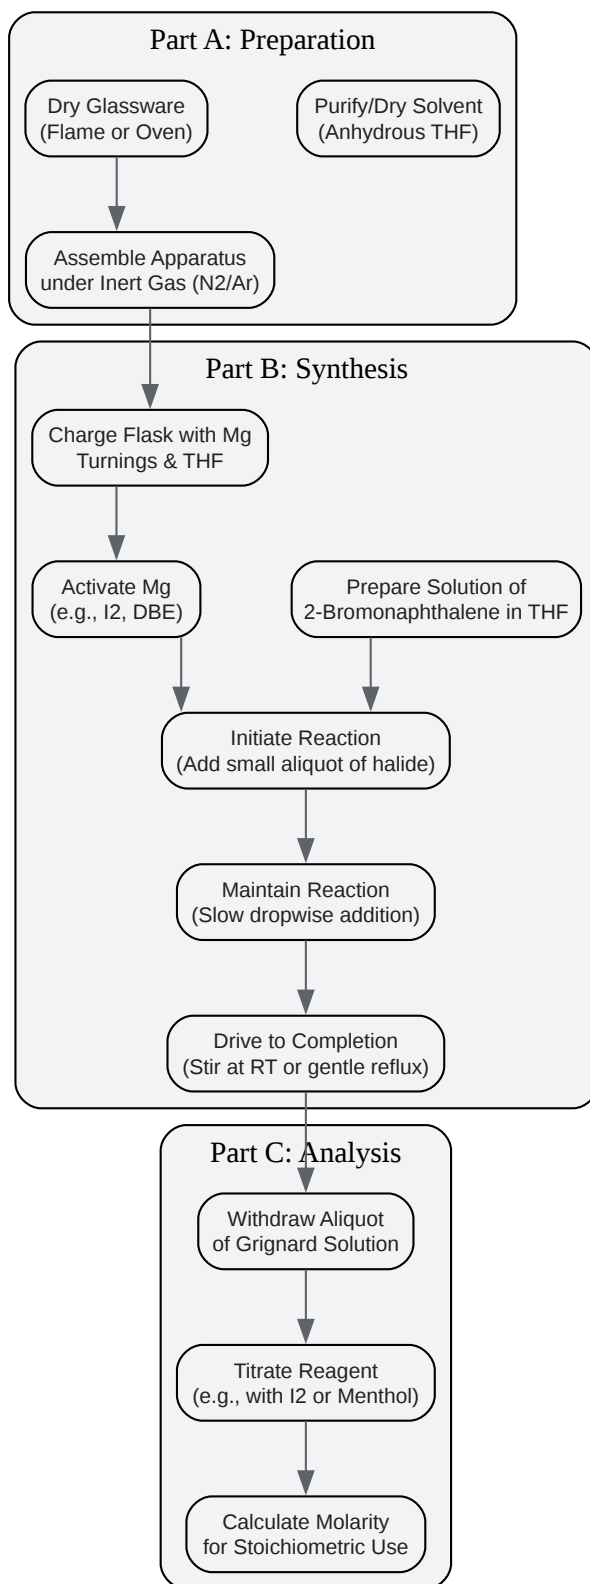 Part A: Preparation
Dry Glassware
(Flame or Oven)
Purify/Dry Solvent
(Anhydrous THF)
Assemble Apparatus
under Inert Gas (N2/Ar)
Part B: Synthesis
Charge Flask with Mg
Turnings & THF
Activate Mg
(e.g., I2, DBE)
Prepare Solution of
2-Bromonaphthalene in THF
Initiate Reaction
(Add small aliquot of halide)
Maintain Reaction
(Slow dropwise addition)
Drive to Completion
(Stir at RT or gentle reflux)
Part C: Analysis
Withdraw Aliquot
of Grignard Solution
Titrate Reagent
(e.g., with I2 or Menthol)
Calculate Molarity
for Stoichiometric Use